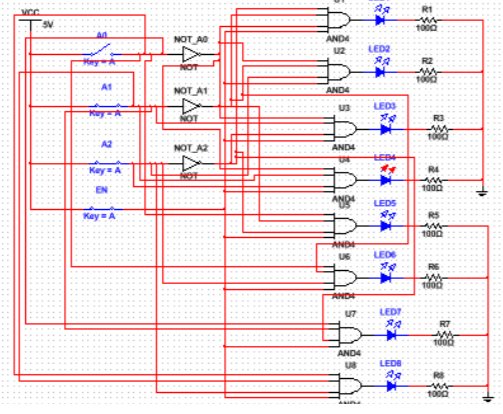 VCC
5V
A0
Key = A
NOT_A0
NOT
A1
Key = A
NOT_A1
NOT
A2
Key = A
NOT_A2
NOT
EN
Key = A
AND4
R1
100Ω
U2
AND4
LED2
R2
100Ω
U3
AND4
LED3
R3
100Ω
U4
AND4
LED4
R4
100Ω
U5
AND4
LED5
R5
100Ω
U6
AND4
LED6
R6
100Ω
U7
AND4
LED7
R7
100Ω
U8
AND4
LED8
R8
100Ω